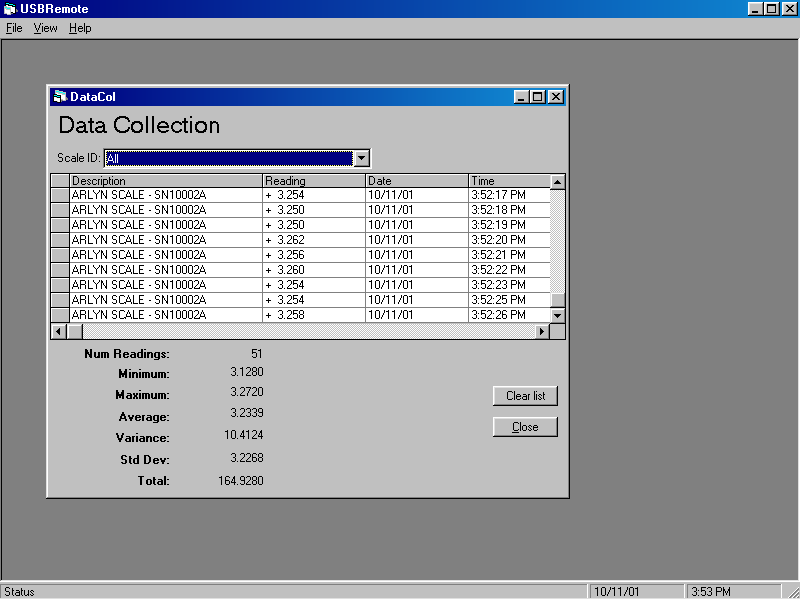 USBRemote
File View Help
DataCol
Data Collection
Scale ID: All
Description Reading Date Time
ARLYN SCALE - SN10002A + 3.254 10/11/01 3:52:17 PM
ARLYN SCALE - SN10002A + 3.250 10/11/01 3:52:18 PM
ARLYN SCALE - SN10002A + 3.250 10/11/01 3:52:19 PM
ARLYN SCALE - SN10002A + 3.262 10/11/01 3:52:20 PM
ARLYN SCALE - SN10002A + 3.256 10/11/01 3:52:21 PM
ARLYN SCALE - SN10002A + 3.260 10/11/01 3:52:22 PM
ARLYN SCALE - SN10002A + 3.254 10/11/01 3:52:23 PM
ARLYN SCALE - SN10002A + 3.254 10/11/01 3:52:25 PM
ARLYN SCALE - SN10002A + 3.258 10/11/01 3:52:26 PM
Num Readings: 51
Minimum: 3.1280
Maximum: 3.2720
Clear list
Average: 3.2339
Close
Variance: 10.4124
Std Dev: 3.2268
Total: 164.9280
Status 10/11/01 3:53 PM